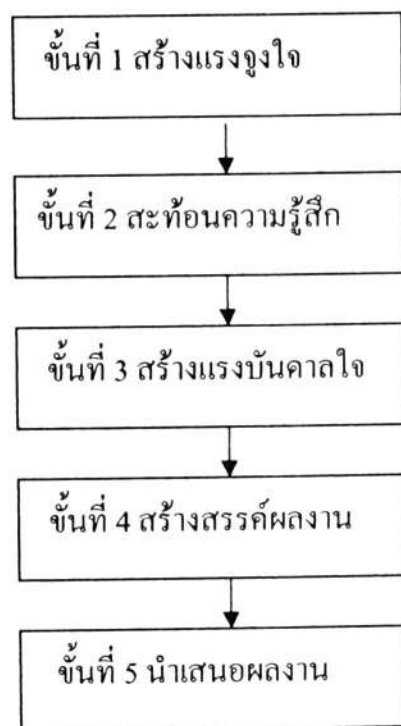 ขั้นที่ 1 สร้างแรงจูงใจ
ขั้นที่ 2 สะท้อนความรู้สึก
ขั้นที่ 3 สร้างแรงบันดาลใจ
ขั้นที่ 4 สร้างสรรค์ผลงาน
ขั้นที่ 5 นำเสนอผลงาน